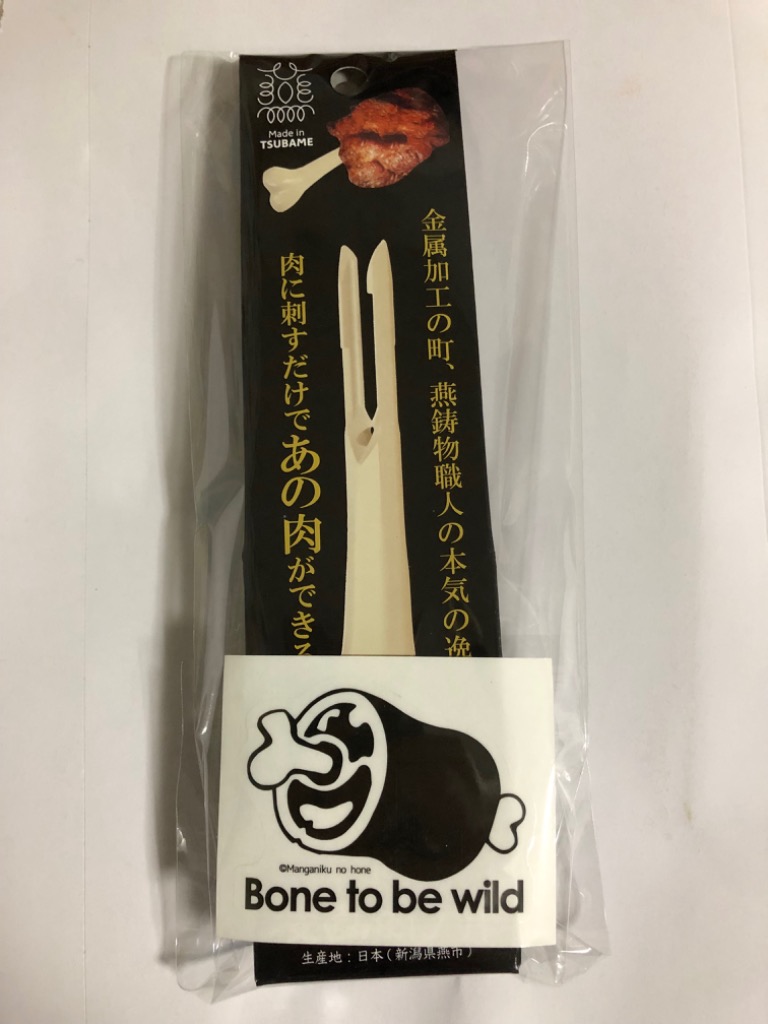 Made in
TSUBAME
金属加工の町、燕鋳物職人の本気の逸
肉に刺すだけであの肉ができる
©Manganiku no hone
Bone to be wild
生産地：日本（新潟県燕市）